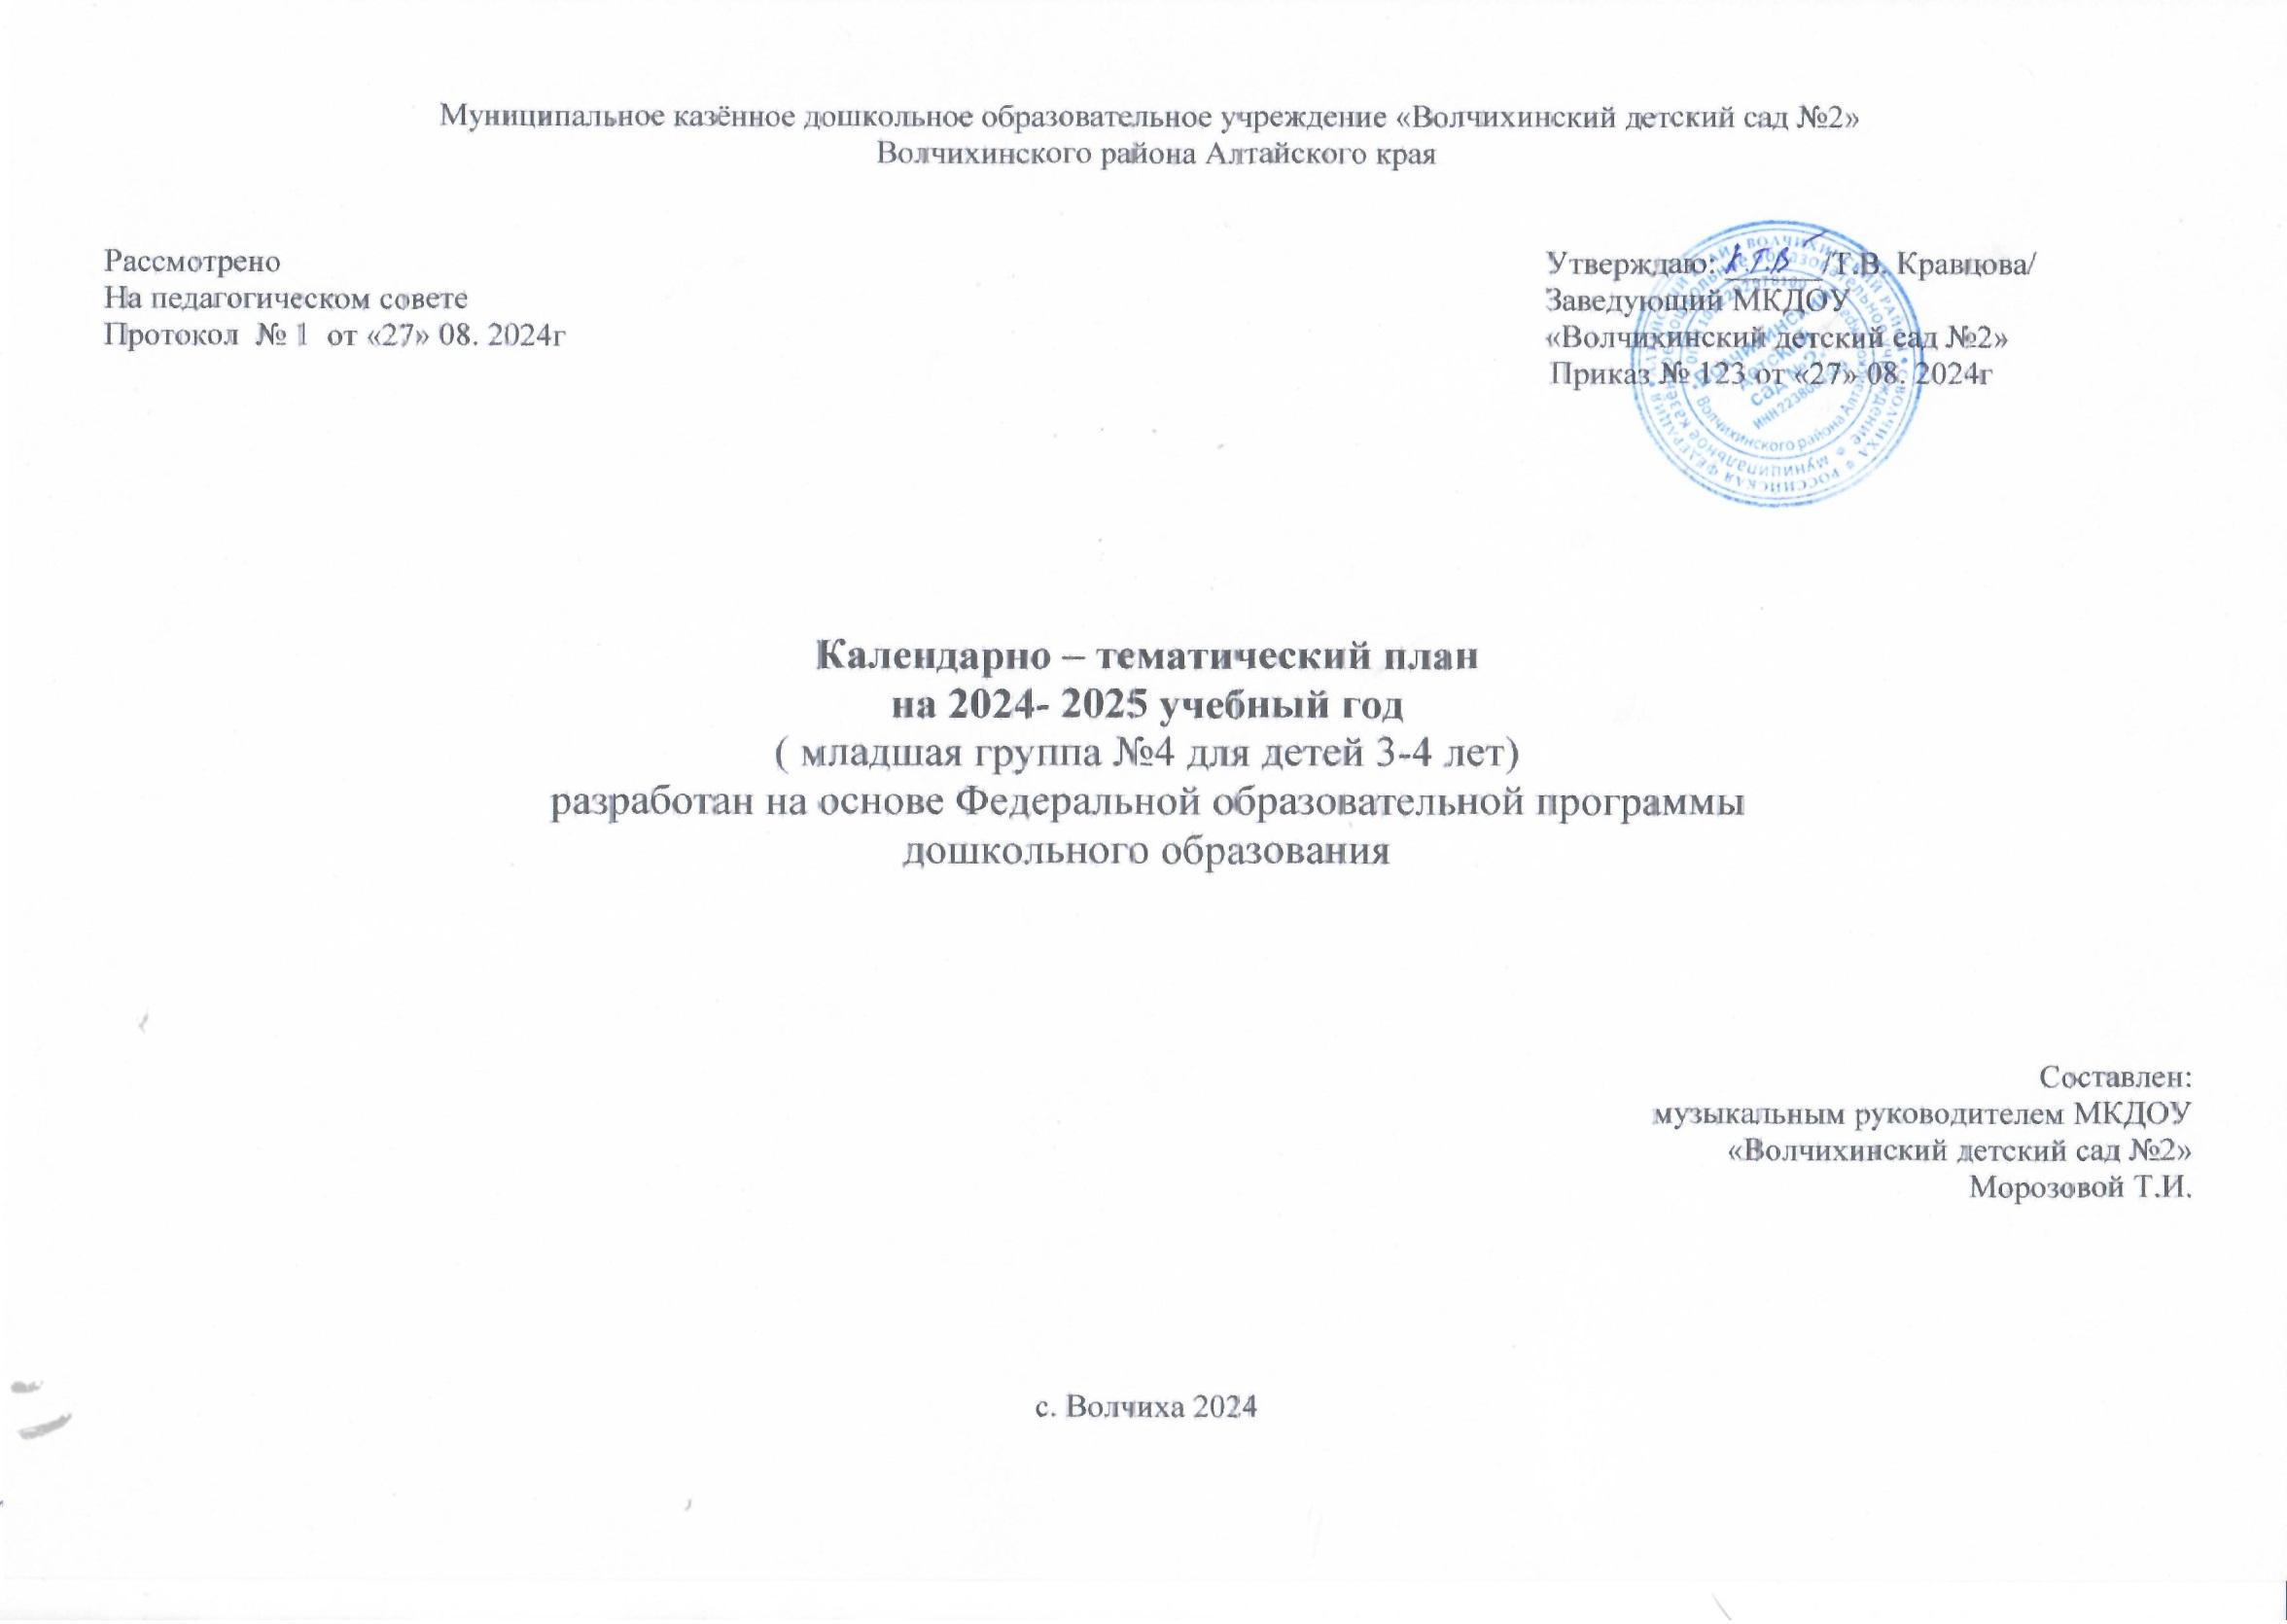 Муниципальное казённое дошкольное образовательное учреждение «Волчихинский детский сад №2»
Волчихинского района Алтайского края
Рассмотрено
На педагогическом совете
Протокол № 1 от «27» 08. 2024г
Утверждаю: К.Т.В /Т.В. Кравцова/
Заведующий МКДОУ
«Волчихинский детский сад №2»
Приказ № 123 от «27» 08. 2024г
Календарно – тематический план
на 2024- 2025 учебный год
( младшая группа №4 для детей 3-4 лет)
разработан на основе Федеральной образовательной программы
дошкольного образования
Составлен:
музыкальным руководителем МКДОУ
«Волчихинский детский сад №2»
Морозовой Т.И.
с. Волчиха 2024